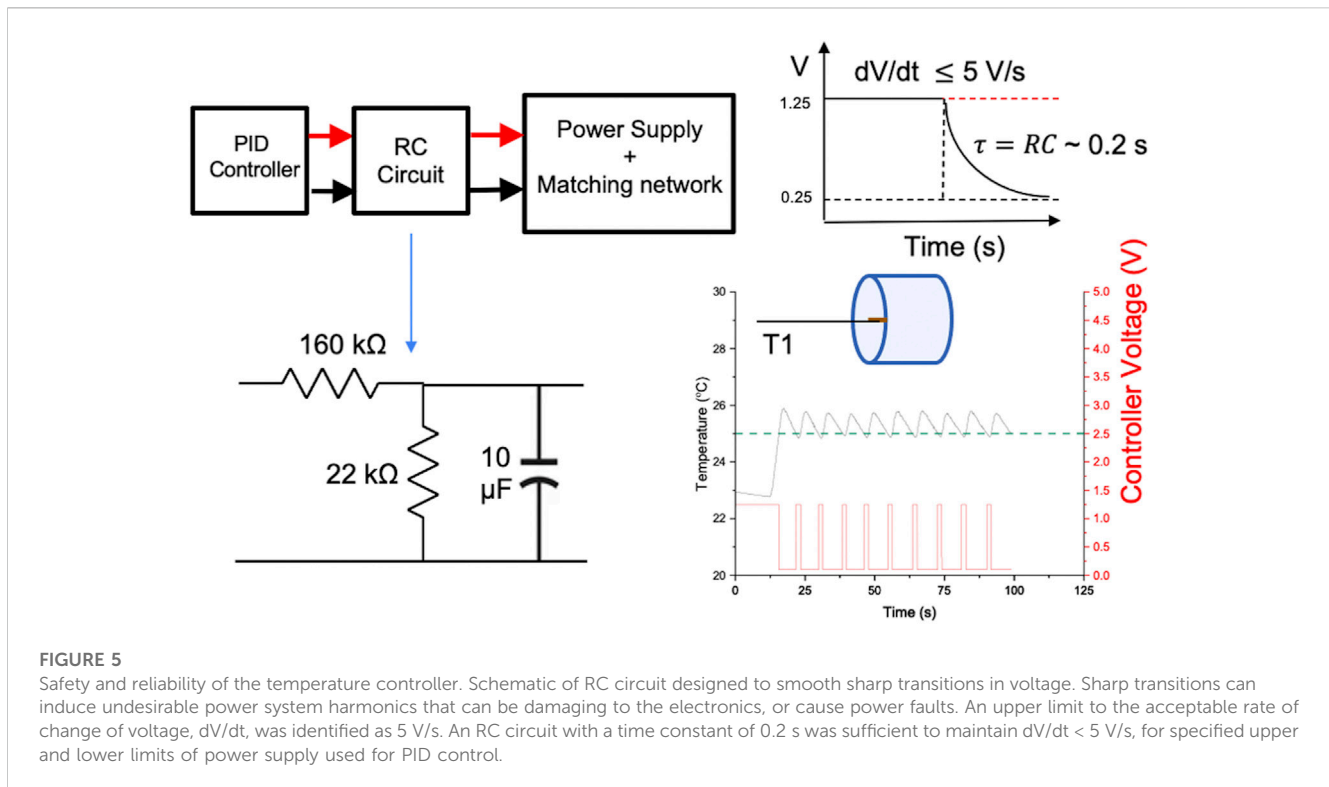 PID
Controller
RC
Circuit
Power Supply
+
Matching network
V
dV/dt ≤ 5 V/s
1.25
τ = RC ~ 0.2 s
0.25
Time (s)
160 kΩ
22 kΩ
10
µF
T1
Temperature (°C)
30
28
26
24
22
20
0
25
50
75
100
125
Time (s)
5.0
4.5
4.0
3.5
3.0
2.5
2.0
1.5
1.0
0.5
0.0
Controller Voltage (V)
FIGURE 5
Safety and reliability of the temperature controller. Schematic of RC circuit designed to smooth sharp transitions in voltage. Sharp transitions can
induce undesirable power system harmonics that can be damaging to the electronics, or cause power faults. An upper limit to the acceptable rate of
change of voltage, dV/dt, was identified as 5 V/s. An RC circuit with a time constant of 0.2 s was sufficient to maintain dV/dt < 5 V/s, for specified upper
and lower limits of power supply used for PID control.